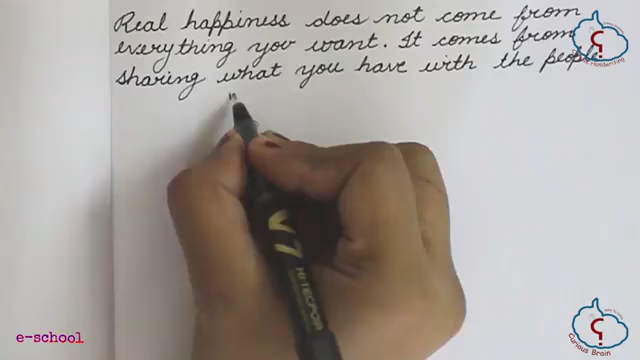 Real happiness does not come from
everything you want. It comes from
sharing what you have with the people
V7
HI-TECPOINT
e-school
Curious Brain